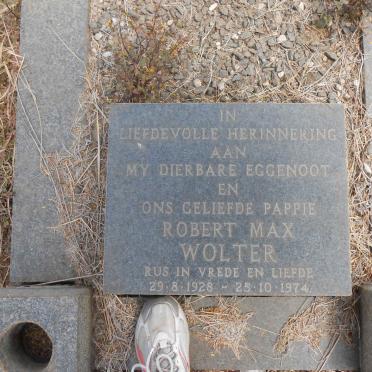 IN
LIEFDEVOLLE HERINNERING
AAN
MY DIERBARE EGGENOOT
EN
ONS GELIEFDE PAPPIE
ROBERT MAX
WOLTER
RUS IN VREDE EN LIEFDE
29·8·1928 – 25·10·1974